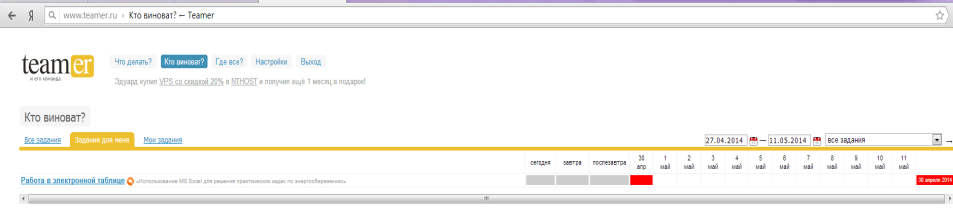 www.teamer.ru › Кто виноват? — Teamer
teamer
и его команда
Что делать? Кто виноват? Где все? Настройки Выход
Эдуард купил VPS со скидкой 20% в NTHOST и получил ещё 1 месяц в подарок!
Кто виноват?
Все задания Задания для меня Мои задания
27.04.2014 — 11.05.2014 все задания →
сегодня завтра послезавтра 30 апр 1 май 2 май 3 май 4 май 5 май 6 май 7 май 8 май 9 май 10 май 11 май
Работа в электронной таблице «Использование MS Excel для решения практических задач по энергосбережению» 30 апреля 2014